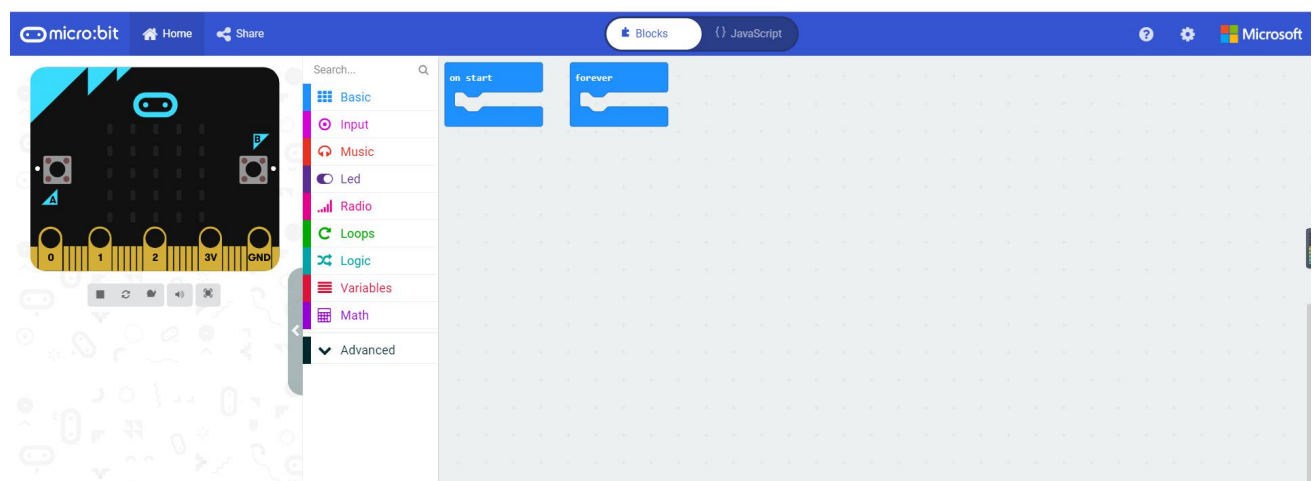 micro:bit Home Share Blocks {} JavaScript ? Microsoft
Search...
Basic
Input
Music
Led
Radio
Loops
Logic
Variables
Math
Advanced
on start forever
A B
0 1 2 3V GND